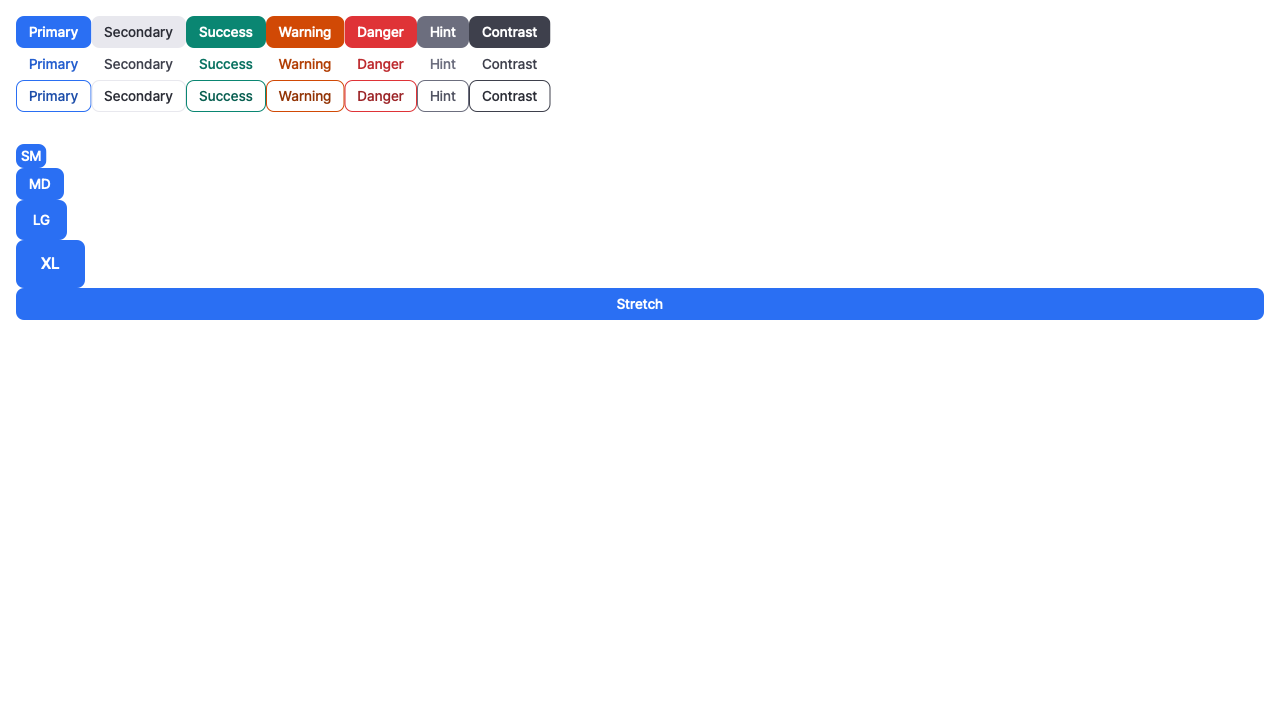 Primary Secondary Success Warning Danger Hint Contrast
Primary Secondary Success Warning Danger Hint Contrast
Primary Secondary Success Warning Danger Hint Contrast
SM
MD
LG
XL
Stretch